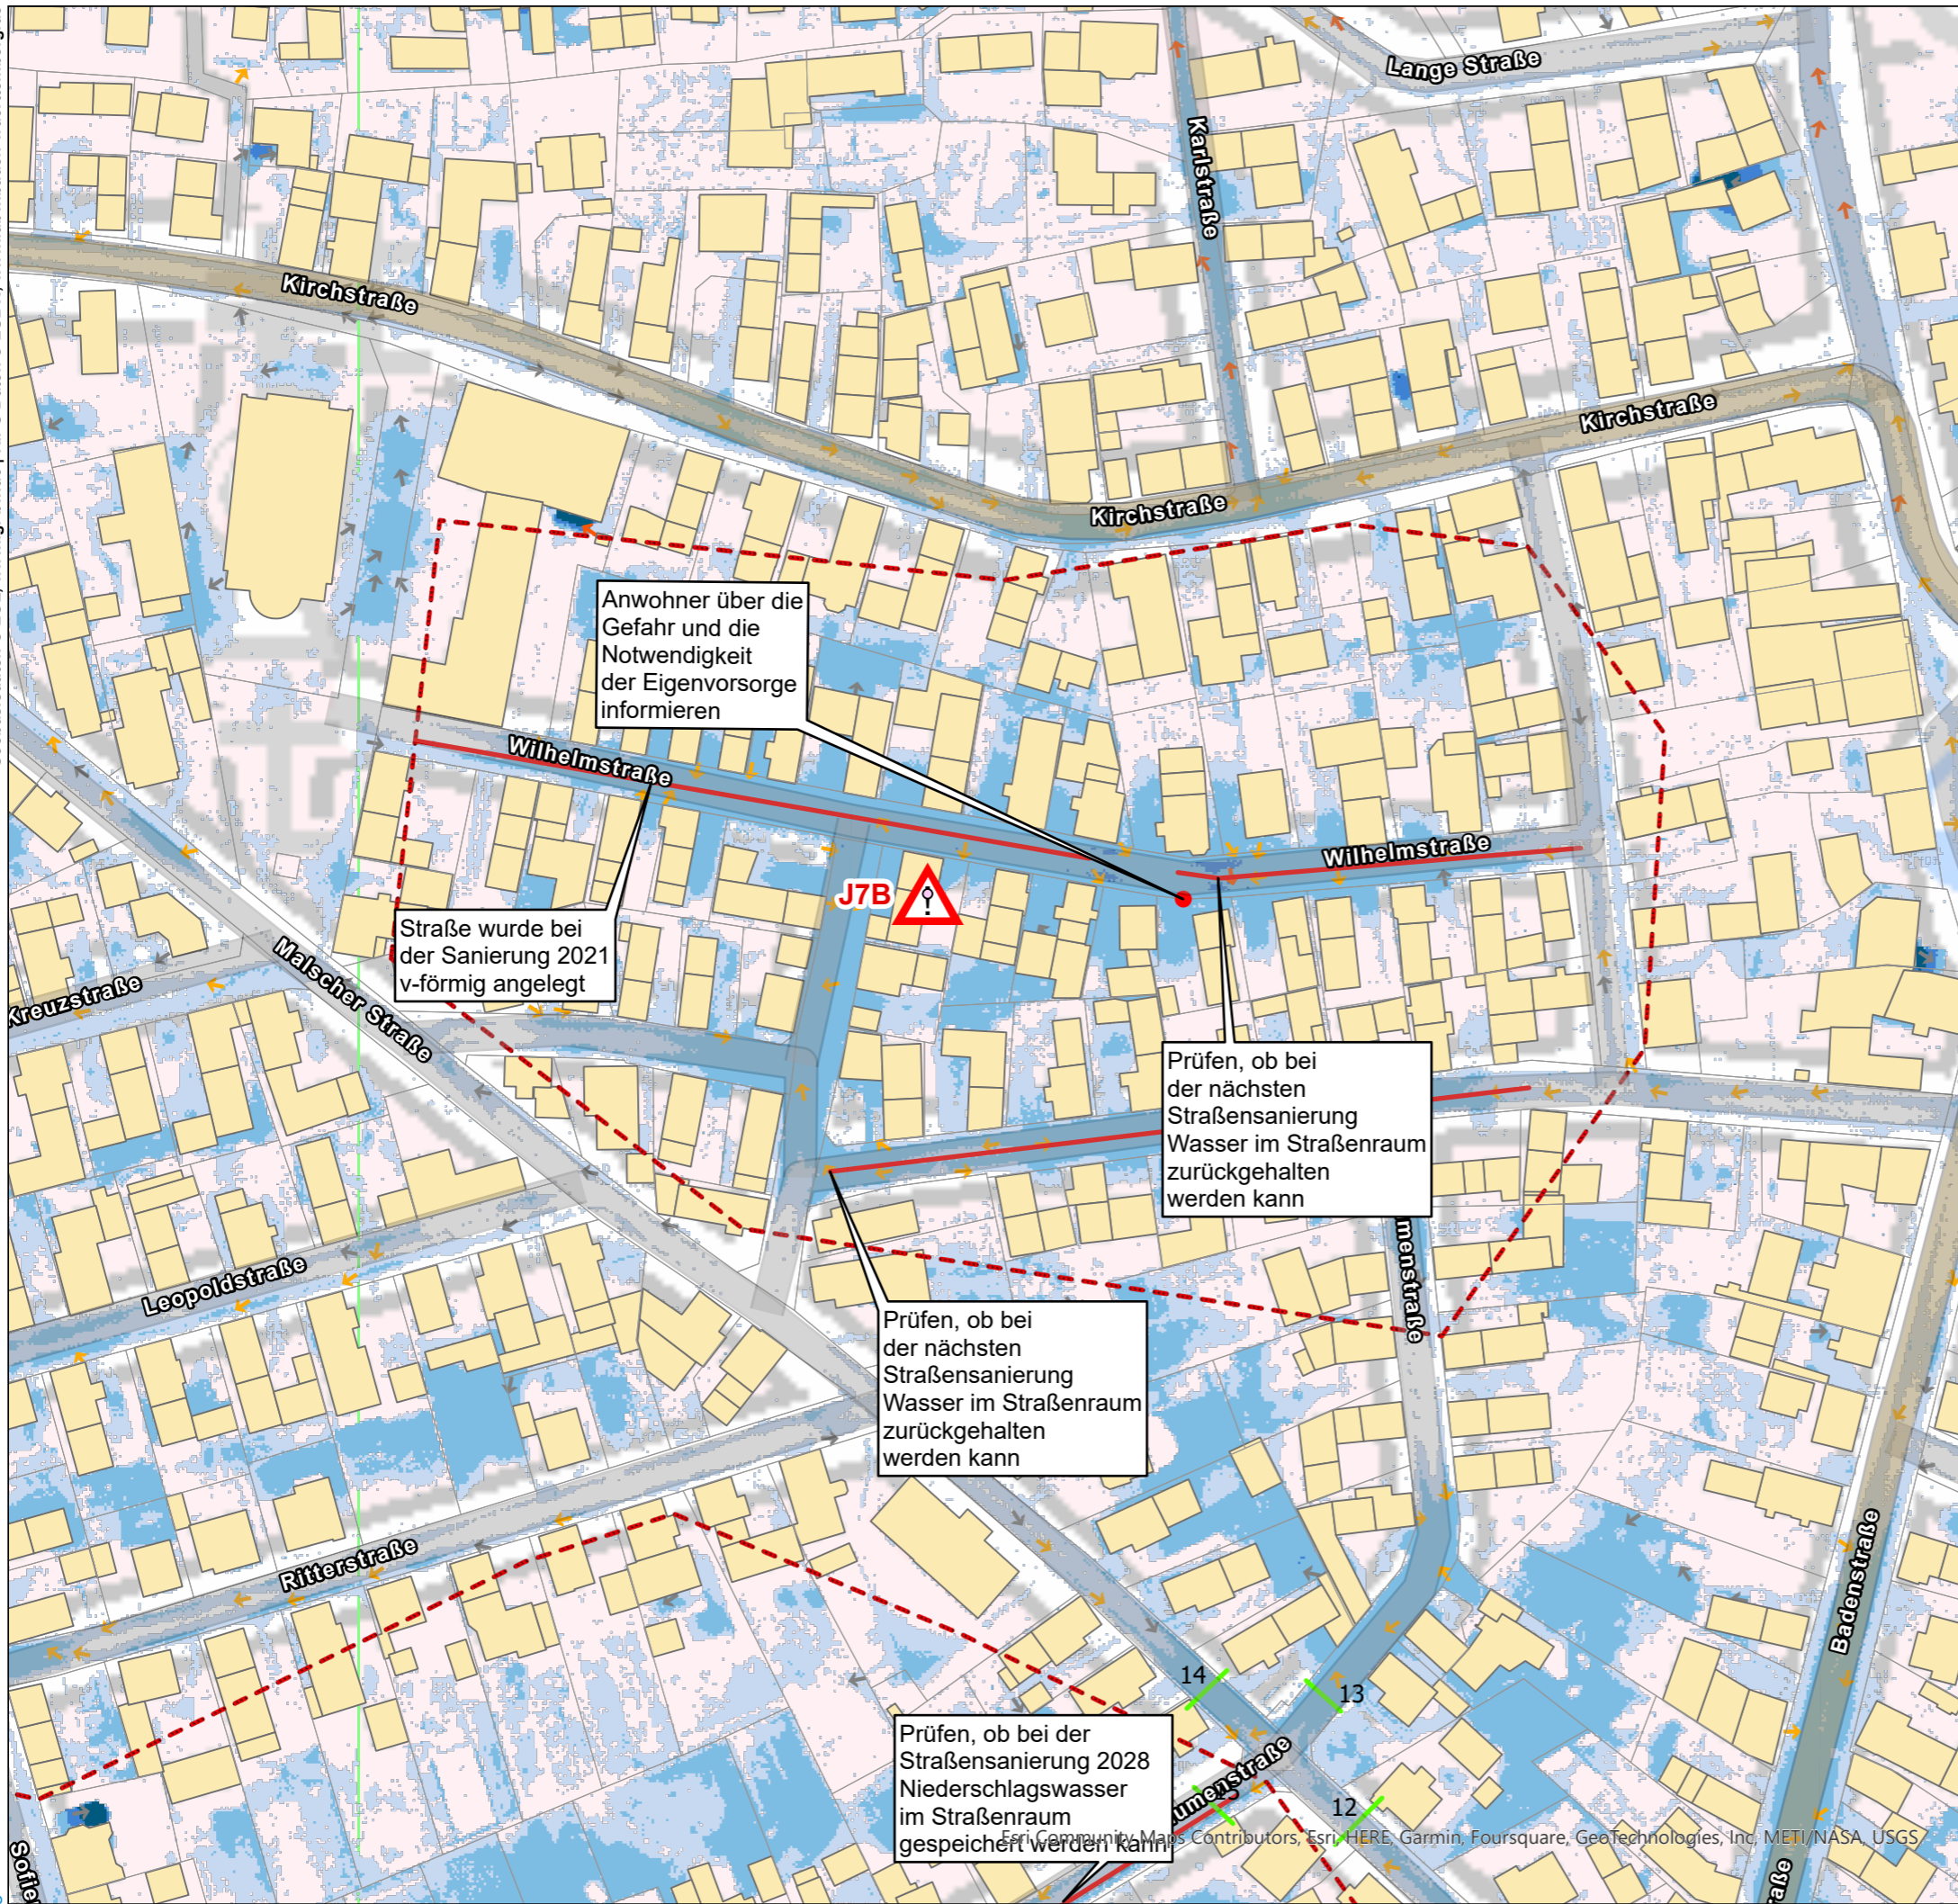 Lange Straße
Karlstraße
Kirchstraße
Kirchstraße
Kirchstraße
Anwohner über die
Gefahr und die
Notwendigkeit
der Eigenvorsorge
informieren
Wilhelmstraße
Wilhelmstraße
J7B
Straße wurde bei
der Sanierung 2021
v-förmig angelegt
Kreuzstraße
Malscher Straße
Prüfen, ob bei
der nächsten
Straßensanierung
Wasser im Straßenraum
zurückgehalten
werden kann
menstraße
Leopoldstraße
Prüfen, ob bei
der nächsten
Straßensanierung
Wasser im Straßenraum
zurückgehalten
werden kann
Ritterstraße
Badenstraße
14
13
Prüfen, ob bei der
Straßensanierung 2028
Niederschlagswasser
im Straßenraum
gespeichert werden kann
umenstraße
15
12
Esri Community Maps Contributors, Esri, HERE, Garmin, Foursquare, GeoTechnologies, Inc, METI/NASA, USGS
Sofie
raße